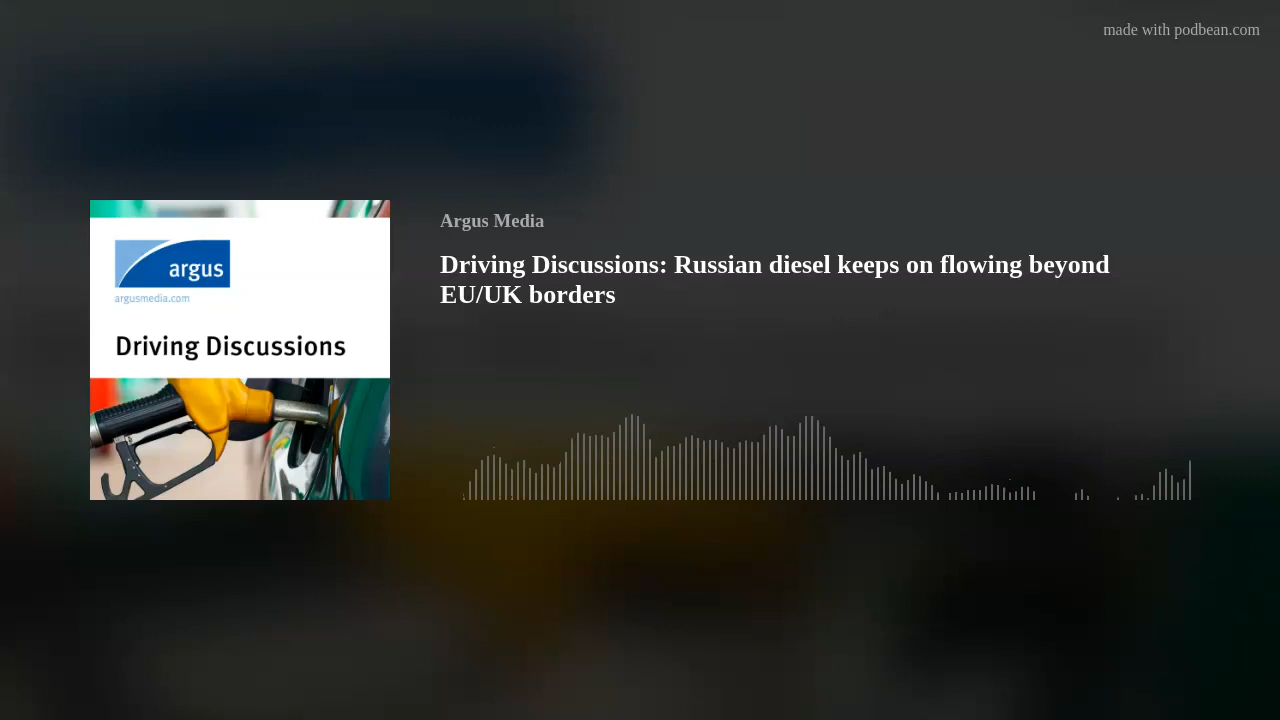 made with podbean.com
argus
argusmedia.com
Driving Discussions
Argus Media
Driving Discussions: Russian diesel keeps on flowing beyond
EU/UK borders